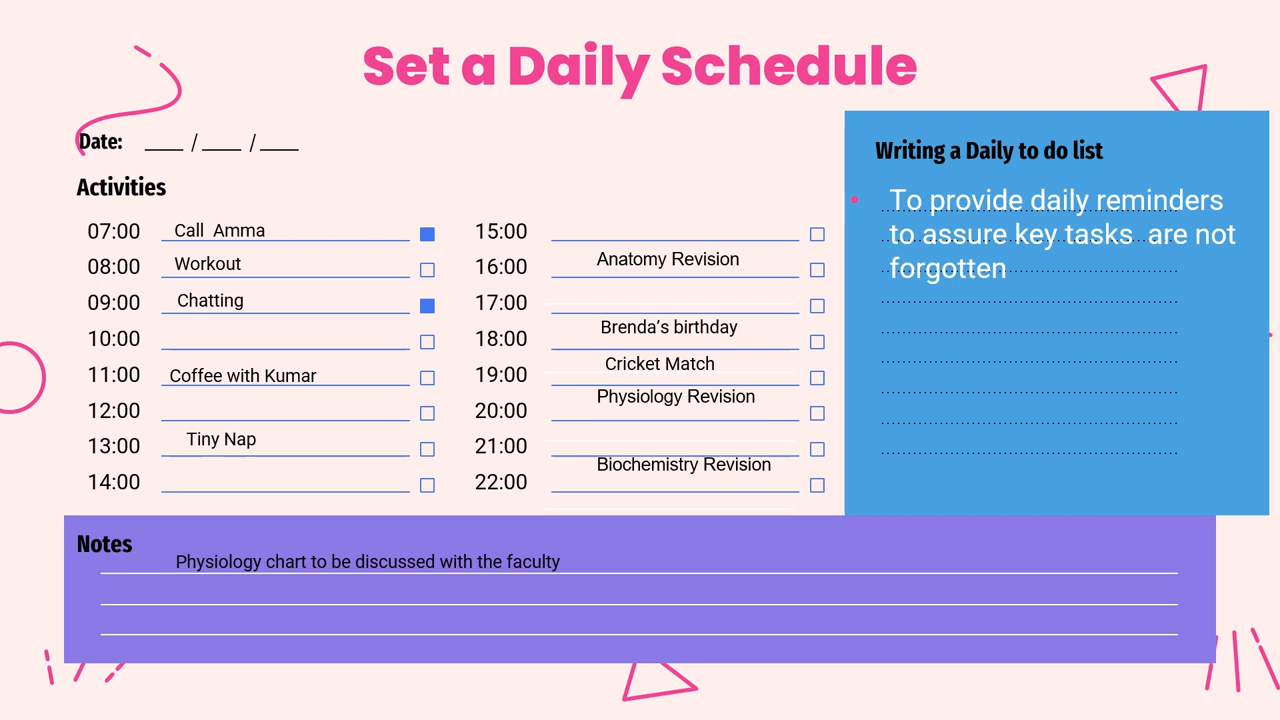 Set a Daily Schedule
Date: ____ / ____ / ____
Activities
07:00 Call Amma
08:00 Workout
09:00 Chatting
10:00
11:00 Coffee with Kumar
12:00
13:00 Tiny Nap
14:00
15:00
16:00 Anatomy Revision
17:00
18:00 Brenda’s birthday
19:00 Cricket Match
20:00 Physiology Revision
21:00
22:00 Biochemistry Revision
Writing a Daily to do list
• To provide daily reminders
to assure key tasks are not
forgotten
Notes
Physiology chart to be discussed with the faculty